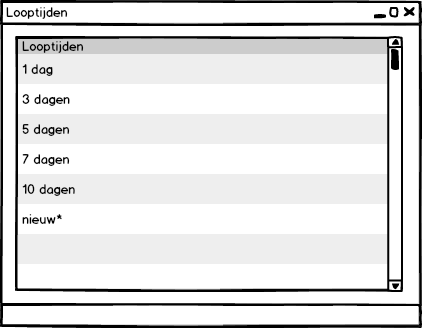 Looptijden
Looptijden
1 dag
3 dagen
5 dagen
7 dagen
10 dagen
nieuw*